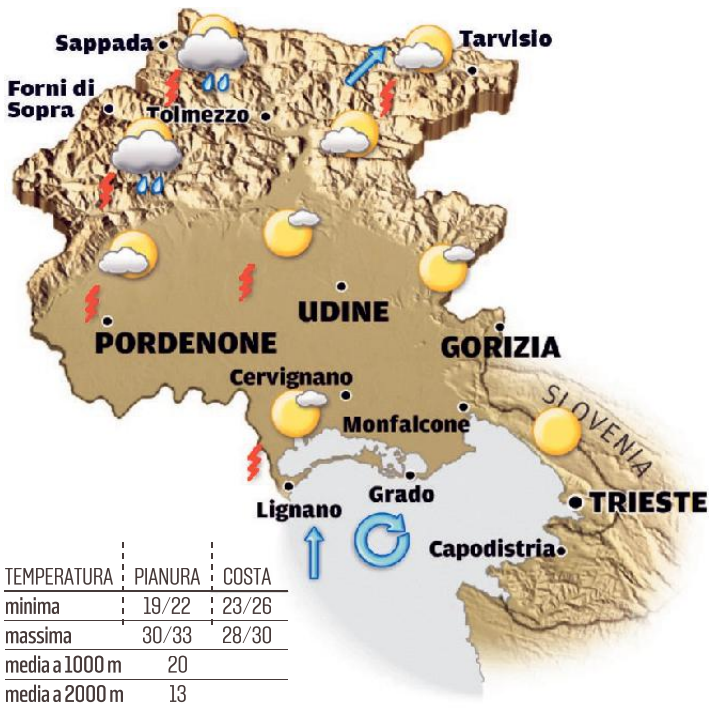 Sappada
Tarvisio
Forni di
Sopra
Tolmezzo
UDINE
PORDENONE
GORIZIA
Cervignano
SLOVENIA
Monfalcone
Grado
Lignano
TRIESTE
Capodistria
TEMPERATURA PIANURA COSTA
minima 19/22 23/26
massima 30/33 28/30
media a 1000 m 20
media a 2000 m 13